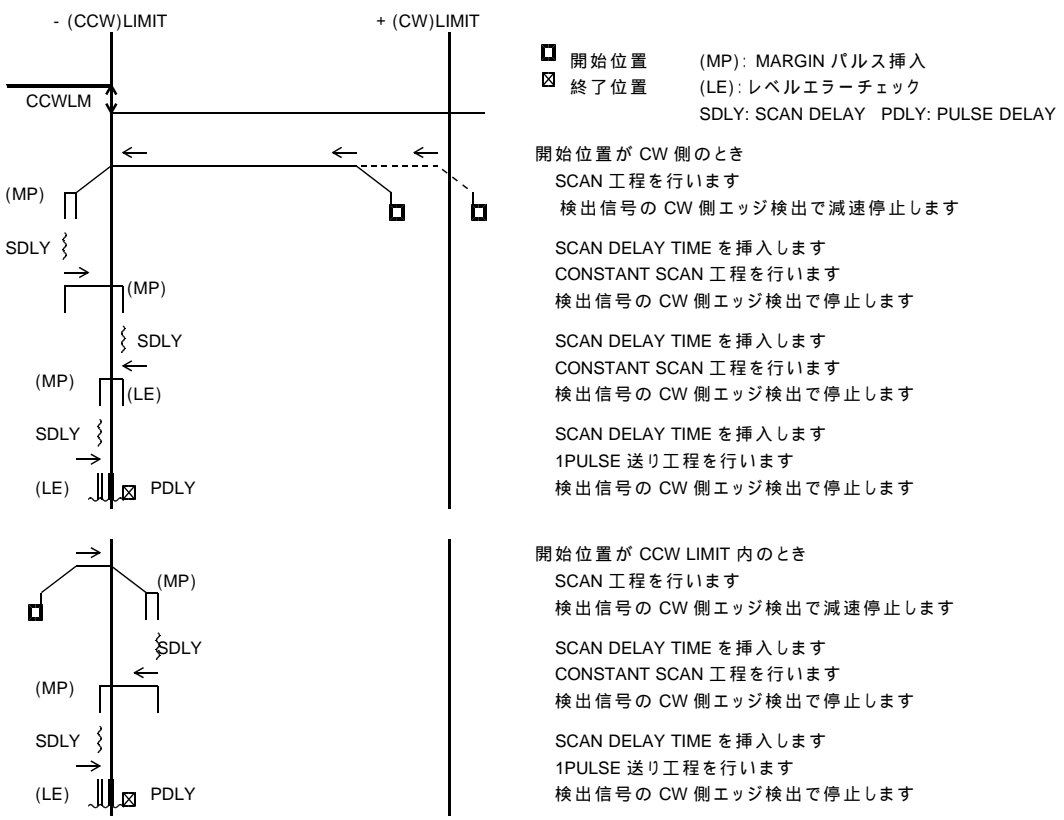 - (CCW)LIMIT + (CW)LIMIT
開始位置 (MP): MARGIN パルス挿入
終了位置 (LE):レベルエラーチェック
CCWLM
SDLY: SCAN DELAY PDLY: PULSE DELAY
開始位置が CW 側のとき
SCAN 工程を行います
(MP)
検出信号の CW 側エッジ検出で減速停止します
SDLY
SCAN DELAY TIME を挿入します
CONSTANT SCAN 工程を行います
(MP)
検出信号の CW 側エッジ検出で停止します
SDLY
SCAN DELAY TIME を挿入します
CONSTANT SCAN 工程を行います
(MP)
(LE)
検出信号の CW 側エッジ検出で停止します
SDLY
SCAN DELAY TIME を挿入します
1PULSE 送り工程を行います
(LE) PDLY
検出信号の CW 側エッジ検出で停止します
開始位置が CCW LIMIT 内のとき
(MP)
SCAN 工程を行います
検出信号の CW 側エッジ検出で減速停止します
SDLY
SCAN DELAY TIME を挿入します
CONSTANT SCAN 工程を行います
(MP)
検出信号の CW 側エッジ検出で停止します
SDLY
SCAN DELAY TIME を挿入します
1PULSE 送り工程を行います
(LE) PDLY
検出信号の CW 側エッジ検出で停止します